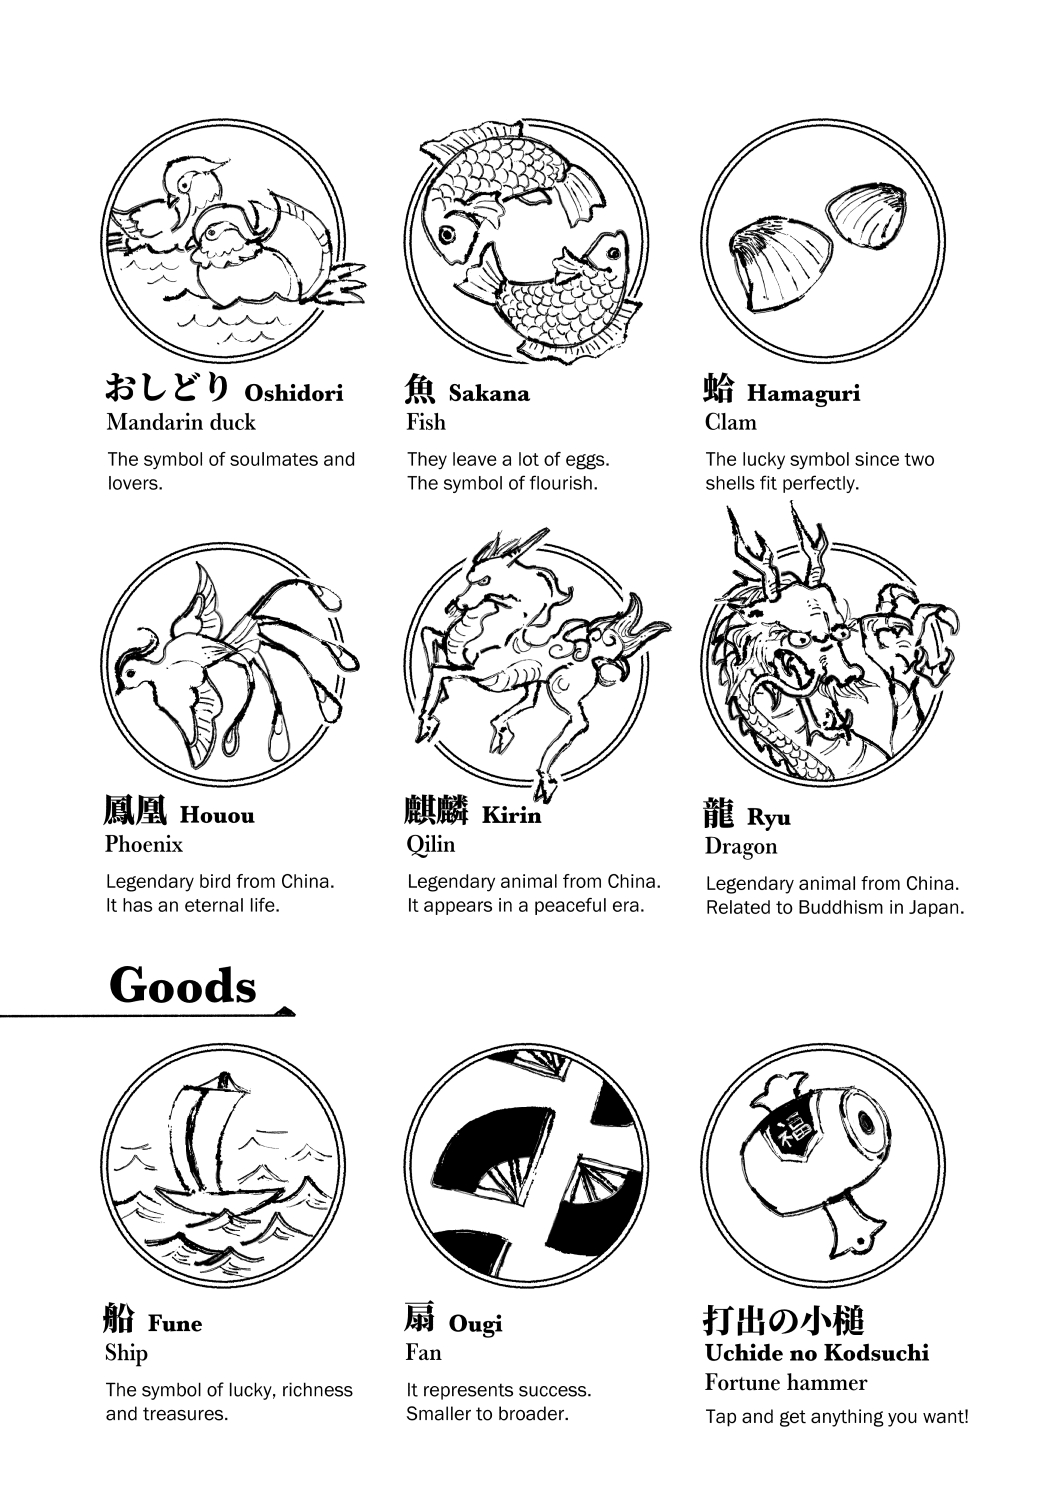 おしどり Oshidori
Mandarin duck
The symbol of soulmates and
lovers.
魚 Sakana
Fish
They leave a lot of eggs.
The symbol of flourish.
蛤 Hamaguri
Clam
The lucky symbol since two
shells fit perfectly.
鳳凰 Houou
Phoenix
Legendary bird from China.
It has an eternal life.
麒麟 Kirin
Qilin
Legendary animal from China.
It appears in a peaceful era.
龍 Ryu
Dragon
Legendary animal from China.
Related to Buddhism in Japan.
Goods
福
船 Fune
Ship
The symbol of lucky, richness
and treasures.
扇 Ougi
Fan
It represents success.
Smaller to broader.
打出の小槌
Uchide no Kodsuchi
Fortune hammer
Tap and get anything you want!